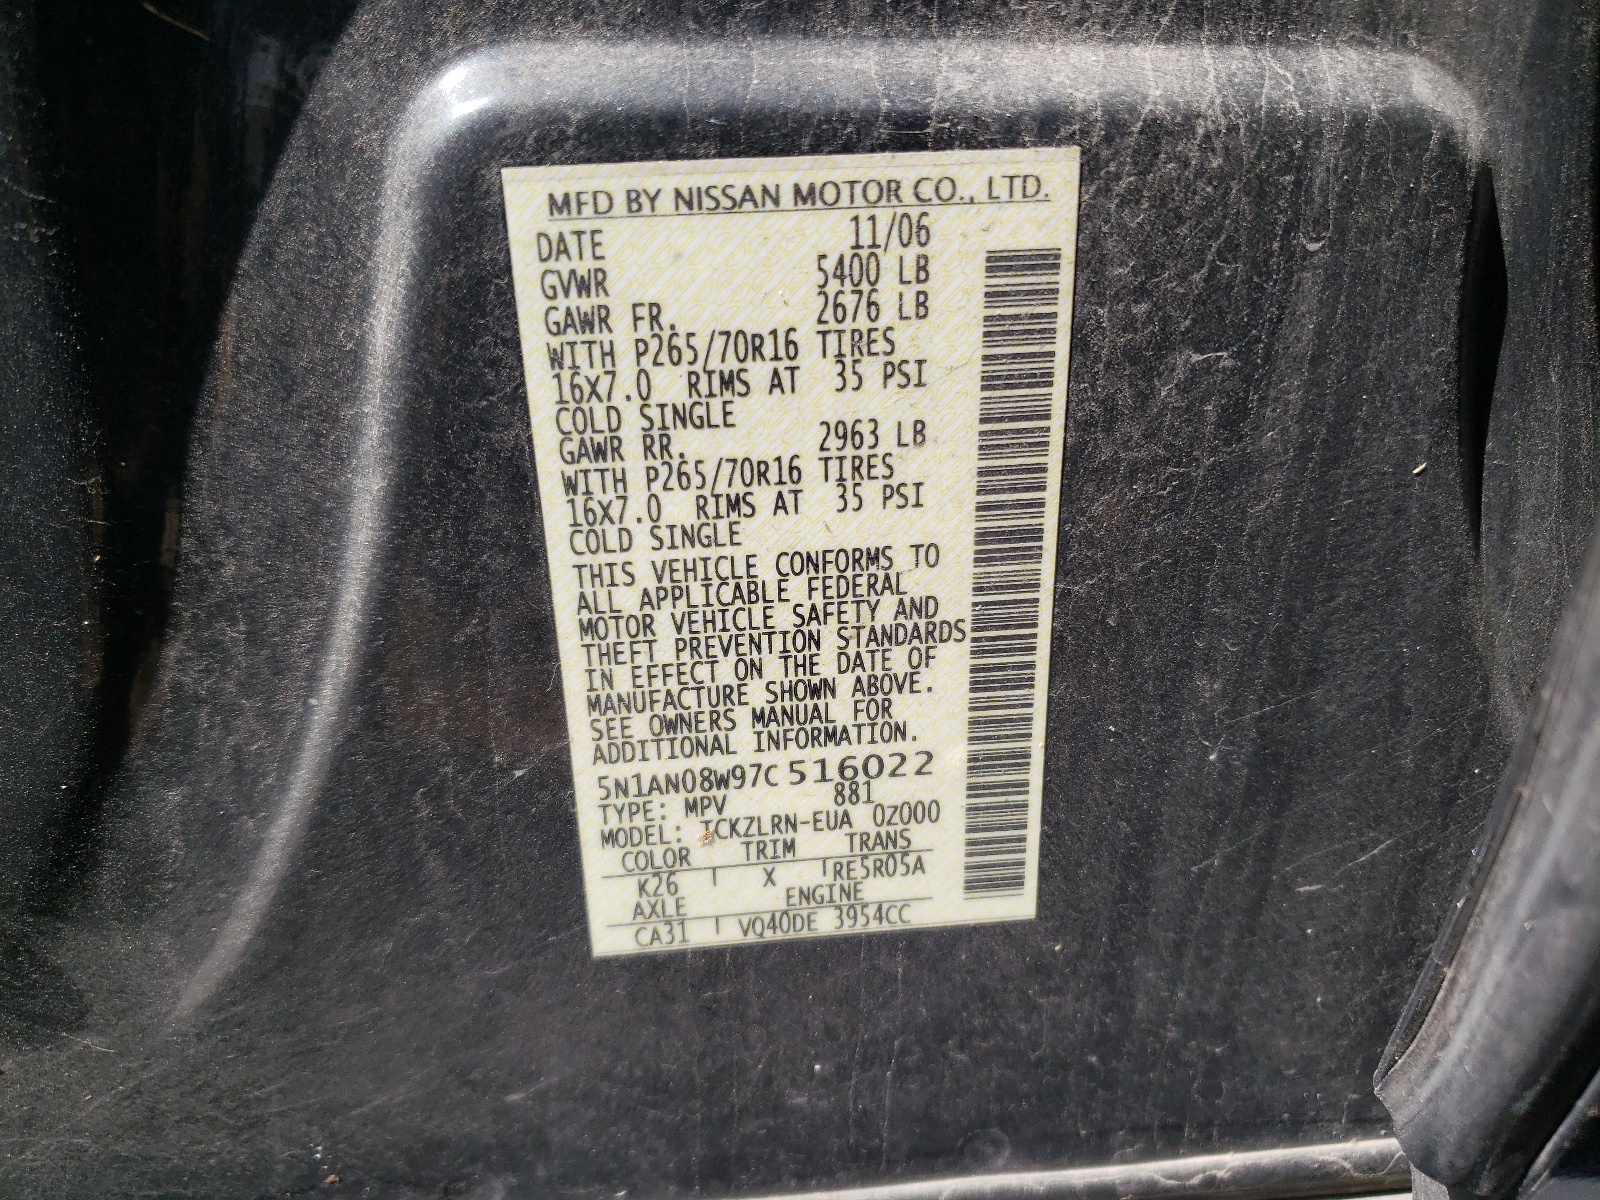 MFD BY NISSAN MOTOR CO., LTD.
DATE 11/06
GVWR 5400 LB
GAWR FR. 2676 LB
WITH P265/70R16 TIRES
16X7.0 RIMS AT 35 PSI
COLD SINGLE
GAWR RR. 2963 LB
WITH P265/70R16 TIRES
16X7.0 RIMS AT 35 PSI
COLD SINGLE
THIS VEHICLE CONFORMS TO
ALL APPLICABLE FEDERAL
MOTOR VEHICLE SAFETY AND
THEFT PREVENTION STANDARDS
IN EFFECT ON THE DATE OF
MANUFACTURE SHOWN ABOVE.
SEE OWNERS MANUAL FOR
ADDITIONAL INFORMATION.
5N1AN08W97C 516022
TYPE: MPV 881
MODEL: TCKZLRN-EUA 0Z000
COLOR TRIM TRANS
K26 X RE5R05A
AXLE ENGINE
CA31 VQ40DE 3954CC